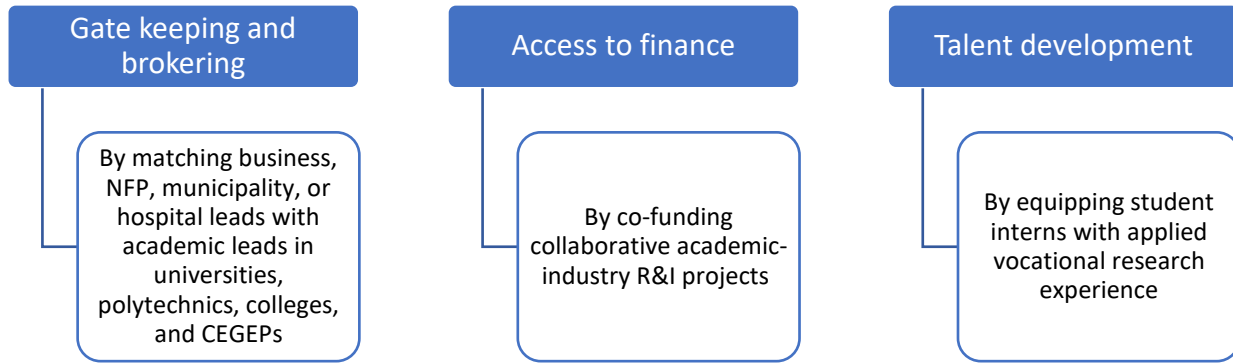 Gate keeping and
brokering
By matching business,
NFP, municipality, or
hospital leads with
academic leads in
universities,
polytechnics, colleges,
and CEGEPs
Access to finance
By co-funding
collaborative academic-
industry R&I projects
Talent development
By equipping student
interns with applied
vocational research
experience